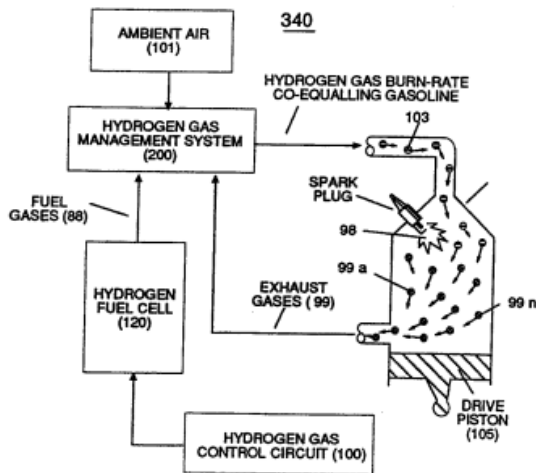 340
AMBIENT AIR
(101)
HYDROGEN GAS BURN-RATE
CO-EQUALLING GASOLINE
103
HYDROGEN GAS
MANAGEMENT SYSTEM
(200)
SPARK
PLUG
98
FUEL
GASES (88)
99 a
EXHAUST
GASES (99)
99 n
HYDROGEN
FUEL CELL
(120)
DRIVE
PISTON
(105)
HYDROGEN GAS
CONTROL CIRCUIT (100)